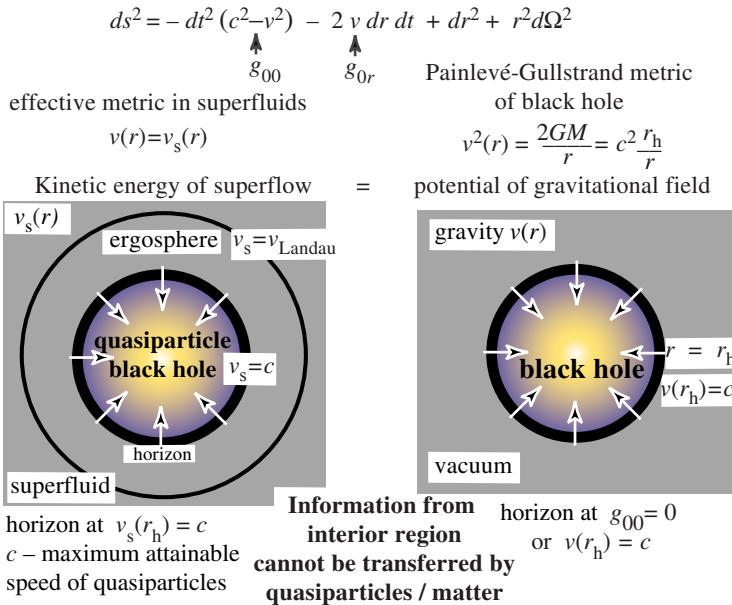 ds² = – dt² (c²–v²) – 2 v dr dt + dr² + r²dΩ²
g₀₀
g₀ᵣ
effective metric in superfluids
v(r)=vₛ(r)
Painlevé-Gullstrand metric
of black hole
v²(r) = 2GM/r = c² rₕ/r
Kinetic energy of superflow = potential of gravitational field
vₛ(r)
ergosphere
vₛ=v_Landau
quasiparticle
black hole
vₛ=c
horizon
superfluid
gravity v(r)
black hole
r = rₕ
v(rₕ)=c
vacuum
horizon at vₛ(rₕ) = c
c – maximum attainable
speed of quasiparticles
Information from
interior region
cannot be transferred by
quasiparticles / matter
horizon at g₀₀= 0
or v(rₕ) = c